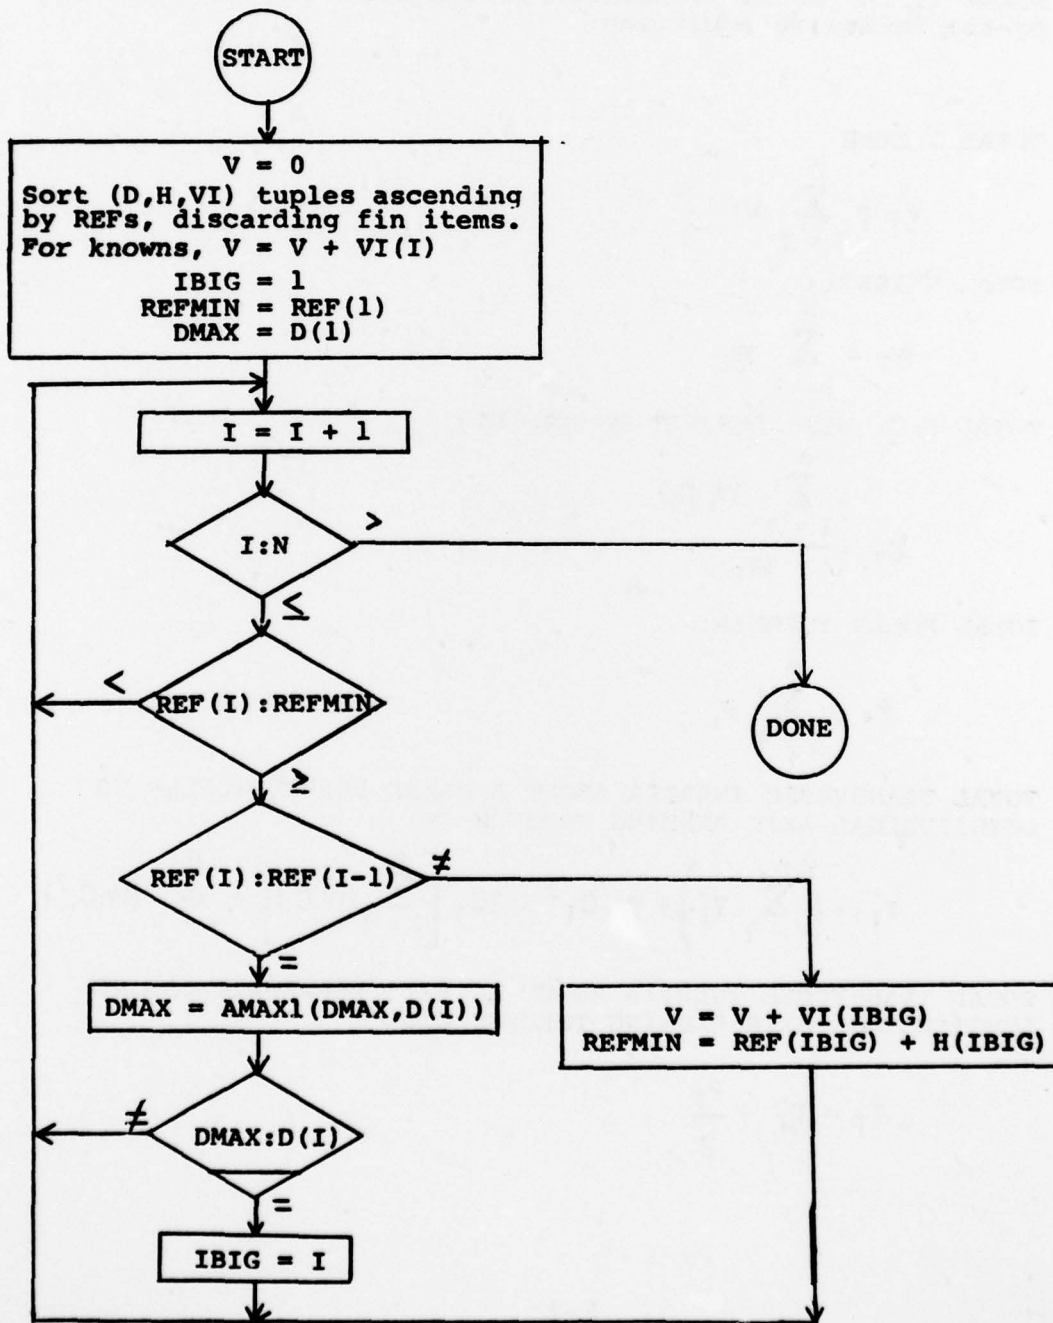 START
V = 0
Sort (D,H,VI) tuples ascending
by REFs, discarding fin items.
For knowns, V = V + VI(I)
IBIG = 1
REFMIN = REF(1)
DMAX = D(1)
I = I + 1
I:N
>
≤
REF(I):REFMIN
<
DONE
≥
REF(I):REF(I-1)
≠
=
DMAX = AMAX1(DMAX,D(I))
V = V + VI(IBIG)
REFMIN = REF(IBIG) + H(IBIG)
DMAX:D(I)
≠
=
IBIG = I